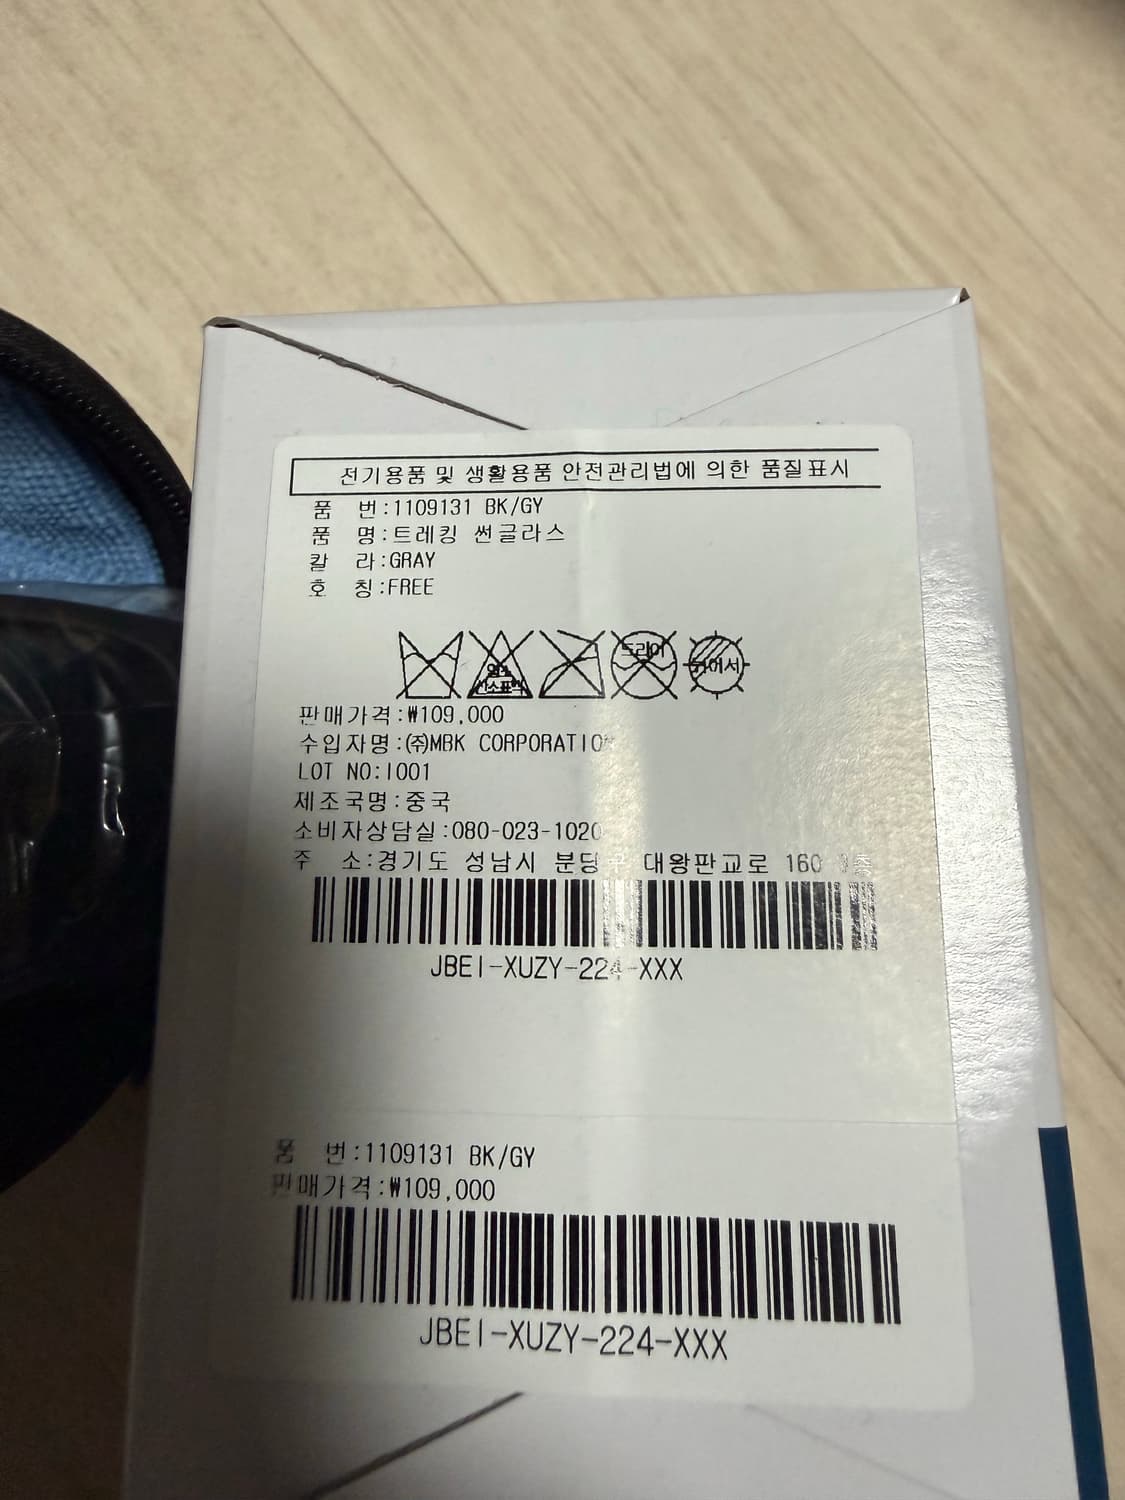 전기용품 및 생활용품 안전관리법에 의한 품질표시
품 번:1109131 BK/GY
품 명:트레킹 썬글라스
칼 라:GRAY
호 칭:FREE
드라이
뉘어서
판매가격:₩109,000
수입자명:㈜MBK CORPORATION
LOT NO:I001
제조국명:중국
소비자상담실:080-023-1020
주 소:경기도 성남시 대왕판교로 160
JBEI-XUZY-224-XXX
품 번:1109131 BK/GY
판매가격:₩109,000
JBEI-XUZY-224-XXX